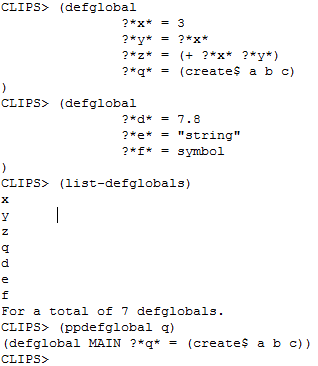 CLIPS> (defglobal
?*x* = 3
?*y* = ?*x*
?*z* = (+ ?*x* ?*y*)
?*q* = (create$ a b c)
)
CLIPS> (defglobal
?*d* = 7.8
?*e* = "string"
?*f* = symbol
)
CLIPS> (list-defglobals)
x
y
z
q
d
e
f
For a total of 7 defglobals.
CLIPS> (ppdefglobal q)
(defglobal MAIN ?*q* = (create$ a b c))
CLIPS>